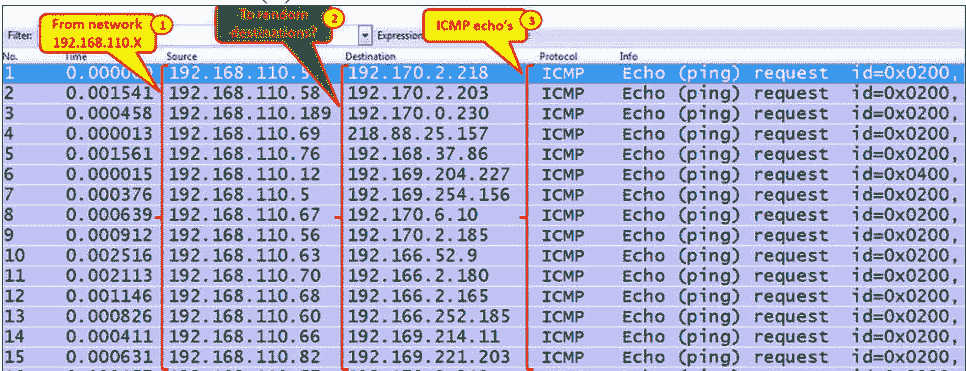 From network 192.168.110.X
1
To random destinations?
2
ICMP echo's
3
Filter:
Expression
No. Time Source Destination Protocol Info
1 192.168.110.5 192.170.2.218 ICMP Echo (ping) request id=0x0200,
2 0.001541 192.168.110.58 192.170.2.203 ICMP Echo (ping) request id=0x0200,
3 0.000458 192.168.110.189 192.170.0.230 ICMP Echo (ping) request id=0x0200,
4 0.000013 192.168.110.69 218.88.25.157 ICMP Echo (ping) request id=0x0200,
5 0.001561 192.168.110.76 192.168.37.86 ICMP Echo (ping) request id=0x0200,
6 0.000015 192.168.110.12 192.169.204.227 ICMP Echo (ping) request id=0x0400,
7 0.000376 192.168.110.5 192.169.254.156 ICMP Echo (ping) request id=0x0200,
8 0.000639 192.168.110.67 192.170.6.10 ICMP Echo (ping) request id=0x0200,
9 0.000912 192.168.110.56 192.170.2.185 ICMP Echo (ping) request id=0x0200,
10 0.002516 192.168.110.63 192.166.52.9 ICMP Echo (ping) request id=0x0200,
11 0.002113 192.168.110.70 192.166.2.180 ICMP Echo (ping) request id=0x0200,
12 0.001146 192.168.110.68 192.166.2.165 ICMP Echo (ping) request id=0x0200,
13 0.000826 192.168.110.60 192.166.252.185 ICMP Echo (ping) request id=0x0200,
14 0.000411 192.168.110.66 192.169.214.11 ICMP Echo (ping) request id=0x0200,
15 0.000631 192.168.110.82 192.169.221.203 ICMP Echo (ping) request id=0x0200,